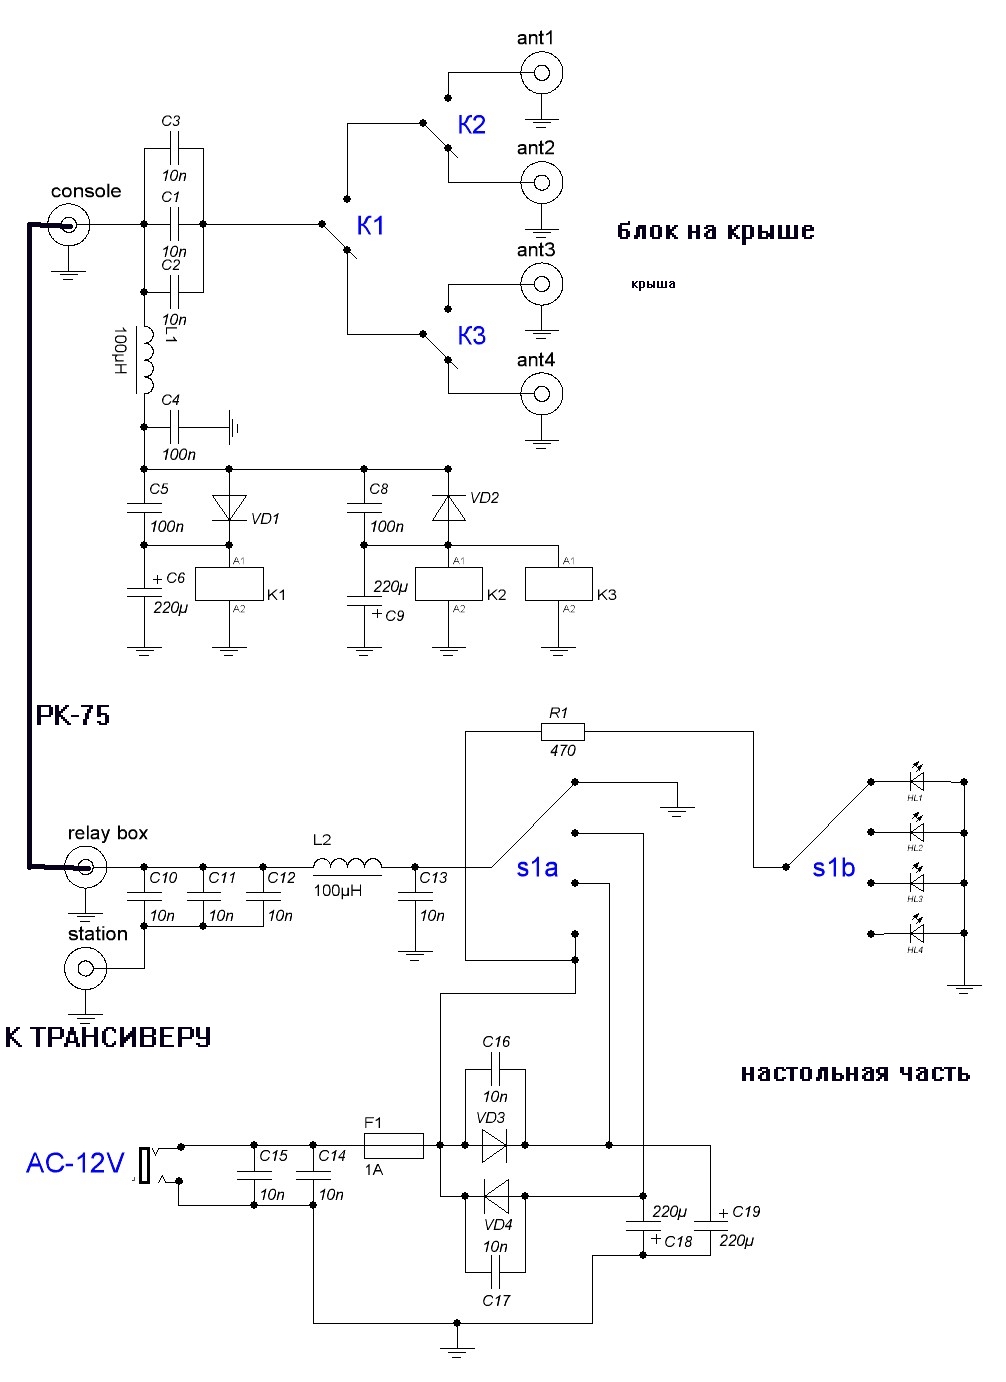 ant1
C3
K2
10n
ant2
console
C1
K1
блок на крыше
10n
C2
ant3
крыша
10n
L1
100µH
K3
ant4
C4
100n
C5
C8
VD2
100n
VD1
100n
A1
A1
A1
+ C6
220µ
220µ
K1
K2
K3
A2
+ C9
A2
A2
РК-75
R1
470
HL1
relay box
L2
HL2
C10
C11
C12
100µH
C13
s1a
s1b
HL3
10n
10n
10n
10n
station
HL4
К ТРАНСИВЕРУ
C16
настольная часть
10n
F1
VD3
AC-12V
C15
C14
1A
10n
10n
220µ
+ C19
VD4
+ C18
220µ
10n
C17